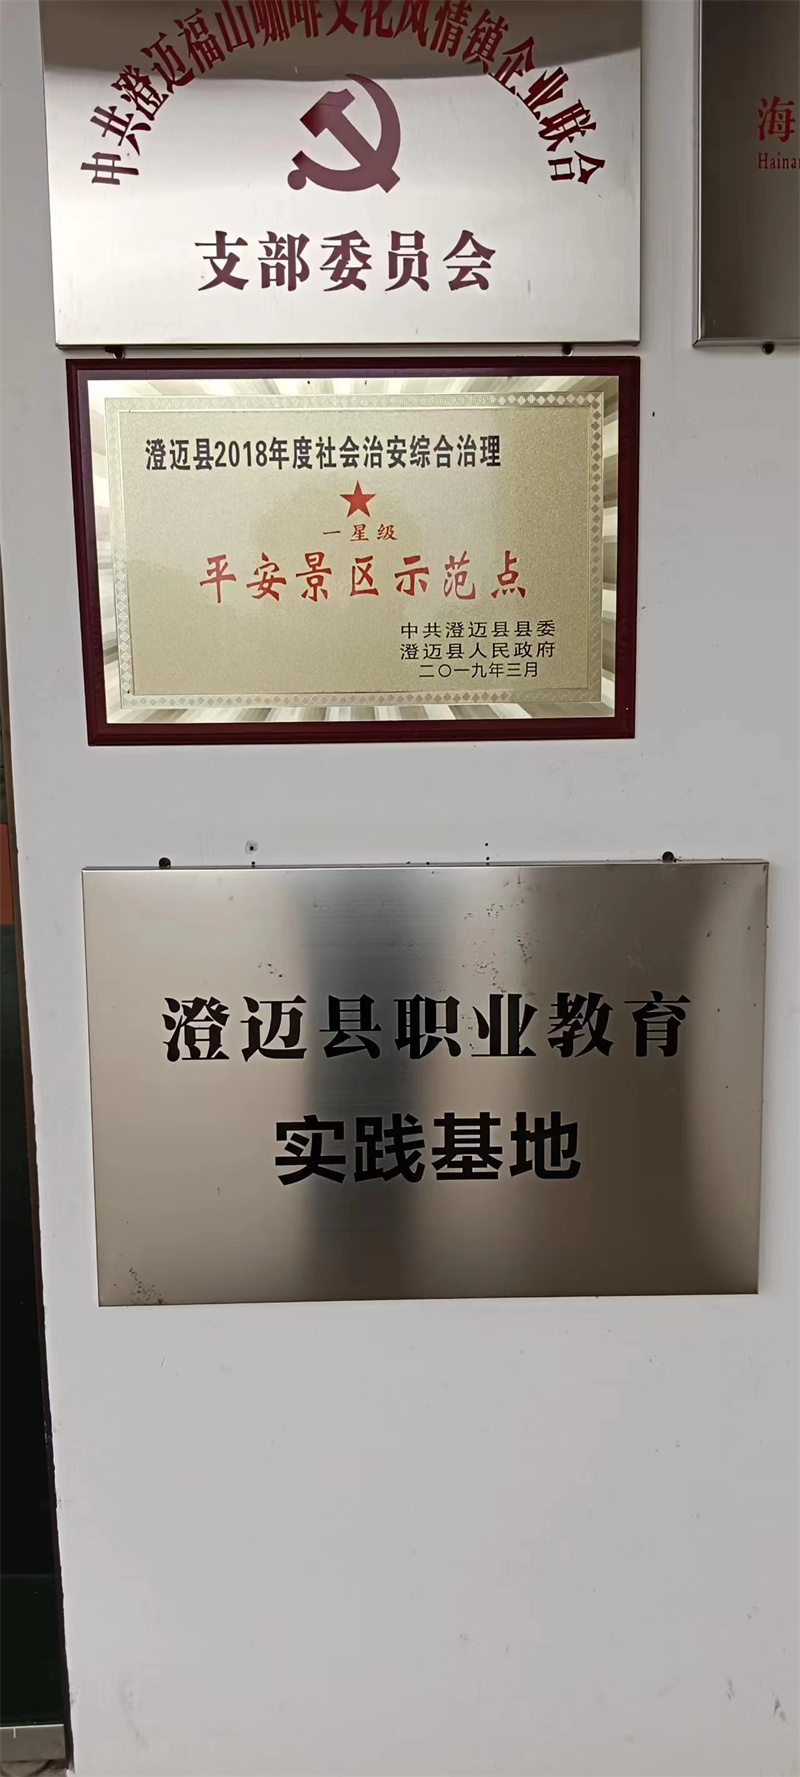 中共澄迈福山咖啡文化风情镇企业联合
支部委员会
海
Hainan
澄迈县2018年度社会治安综合治理
一星级
平安景区示范点
中共澄迈县县委
澄迈县人民政府
二〇一九年三月
澄迈县职业教育
实践基地